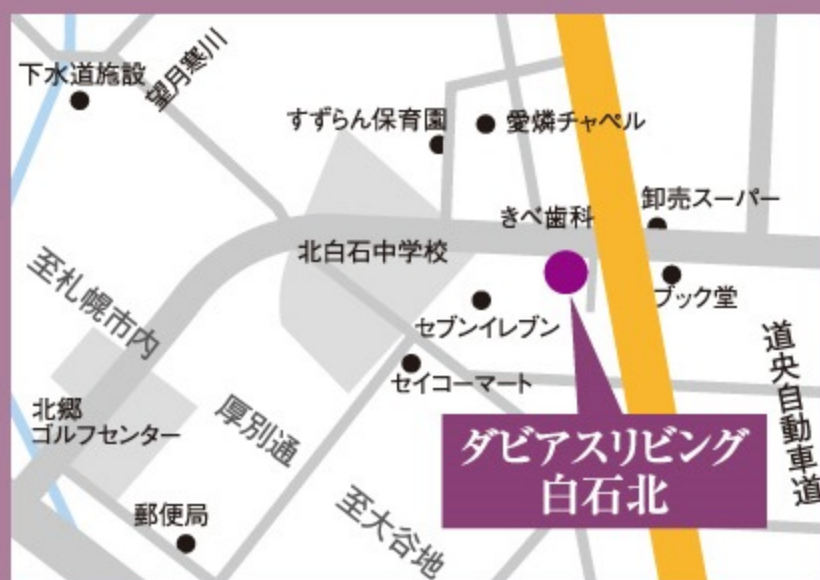 下水道施設
望月寒川
すずらん保育園
愛燐チャペル
きべ歯科
卸売スーパー
北白石中学校
ブック堂
至札幌市内
セブンイレブン
セイコーマート
道央自動車道
北郷
ゴルフセンター
厚別通
ダビアスリビング
白石北
郵便局
至大谷地